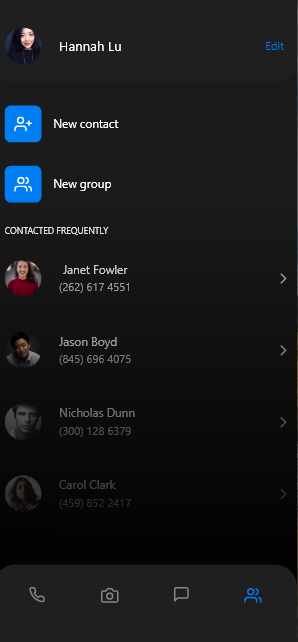 Hannah Lu
Edit
New contact
New group
CONTACTED FREQUENTLY
Janet Fowler
(262) 617 4551
Jason Boyd
(845) 696 4075
Nicholas Dunn
(300) 128 6379
Carol Clark
(459) 852 2417